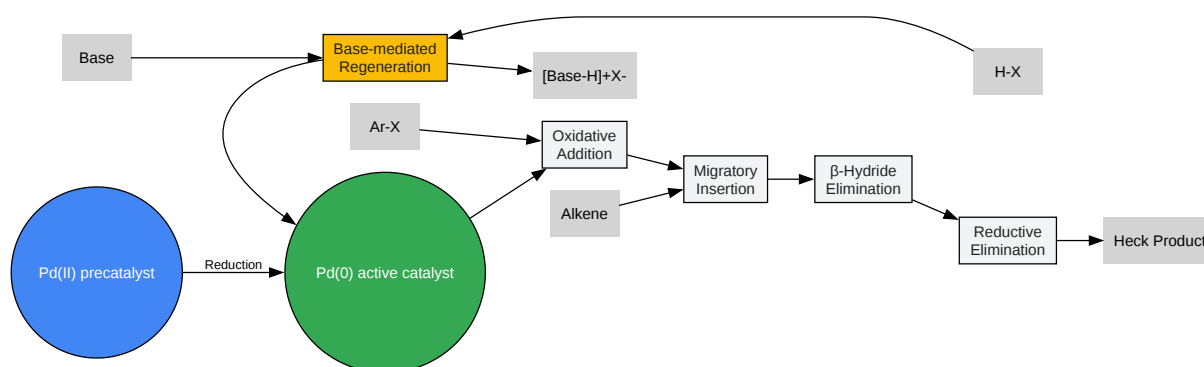 Base
Base-mediated
Regeneration
[Base-H]+X-
H-X
Ar-X
Oxidative
Addition
Migratory
Insertion
β-Hydride
Elimination
Alkene
Reductive
Elimination
Heck Product
Pd(II) precatalyst
Reduction
Pd(0) active catalyst